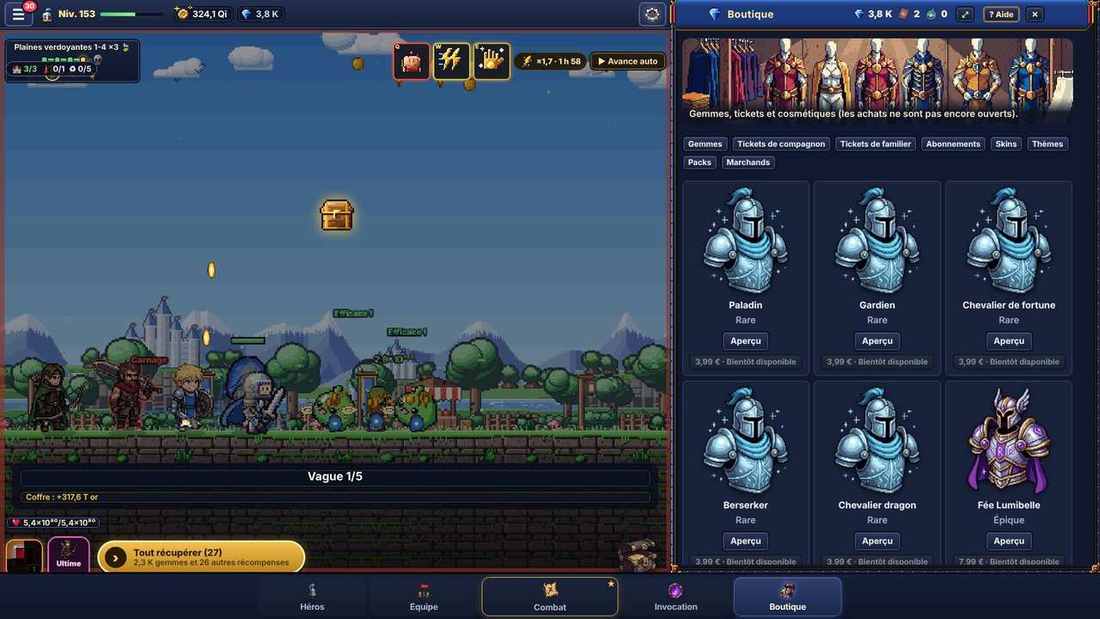 30
Niv. 153
324,1 Qi
3,8 K
Plaines verdoyantes 1-4 ×3
3/3
0/1
0/5
Q
W
×1,7 · 1 h 58
Avance auto
Efficace !
Efficace !
Carnage
Vague 1/5
Coffre : +317,6 T or
Ultime
Tout récupérer (27)
2,3 K gemmes et 26 autres récompenses
Boutique
3,8 K
2
0
? Aide
Gemmes, tickets et cosmétiques (les achats ne sont pas encore ouverts).
Gemmes
Tickets de compagnon
Tickets de familier
Abonnements
Skins
Thèmes
Packs
Marchands
Paladin
Rare
Aperçu
3,99 € · Bientôt disponible
Gardien
Rare
Aperçu
3,99 € · Bientôt disponible
Chevalier de fortune
Rare
Aperçu
3,99 € · Bientôt disponible
Berserker
Rare
Aperçu
3,99 € · Bientôt disponible
Chevalier dragon
Rare
Aperçu
3,99 € · Bientôt disponible
Fée Lumibelle
Épique
Aperçu
7,99 € · Bientôt disponible
Héros
Équipe
Combat
Invocation
Boutique